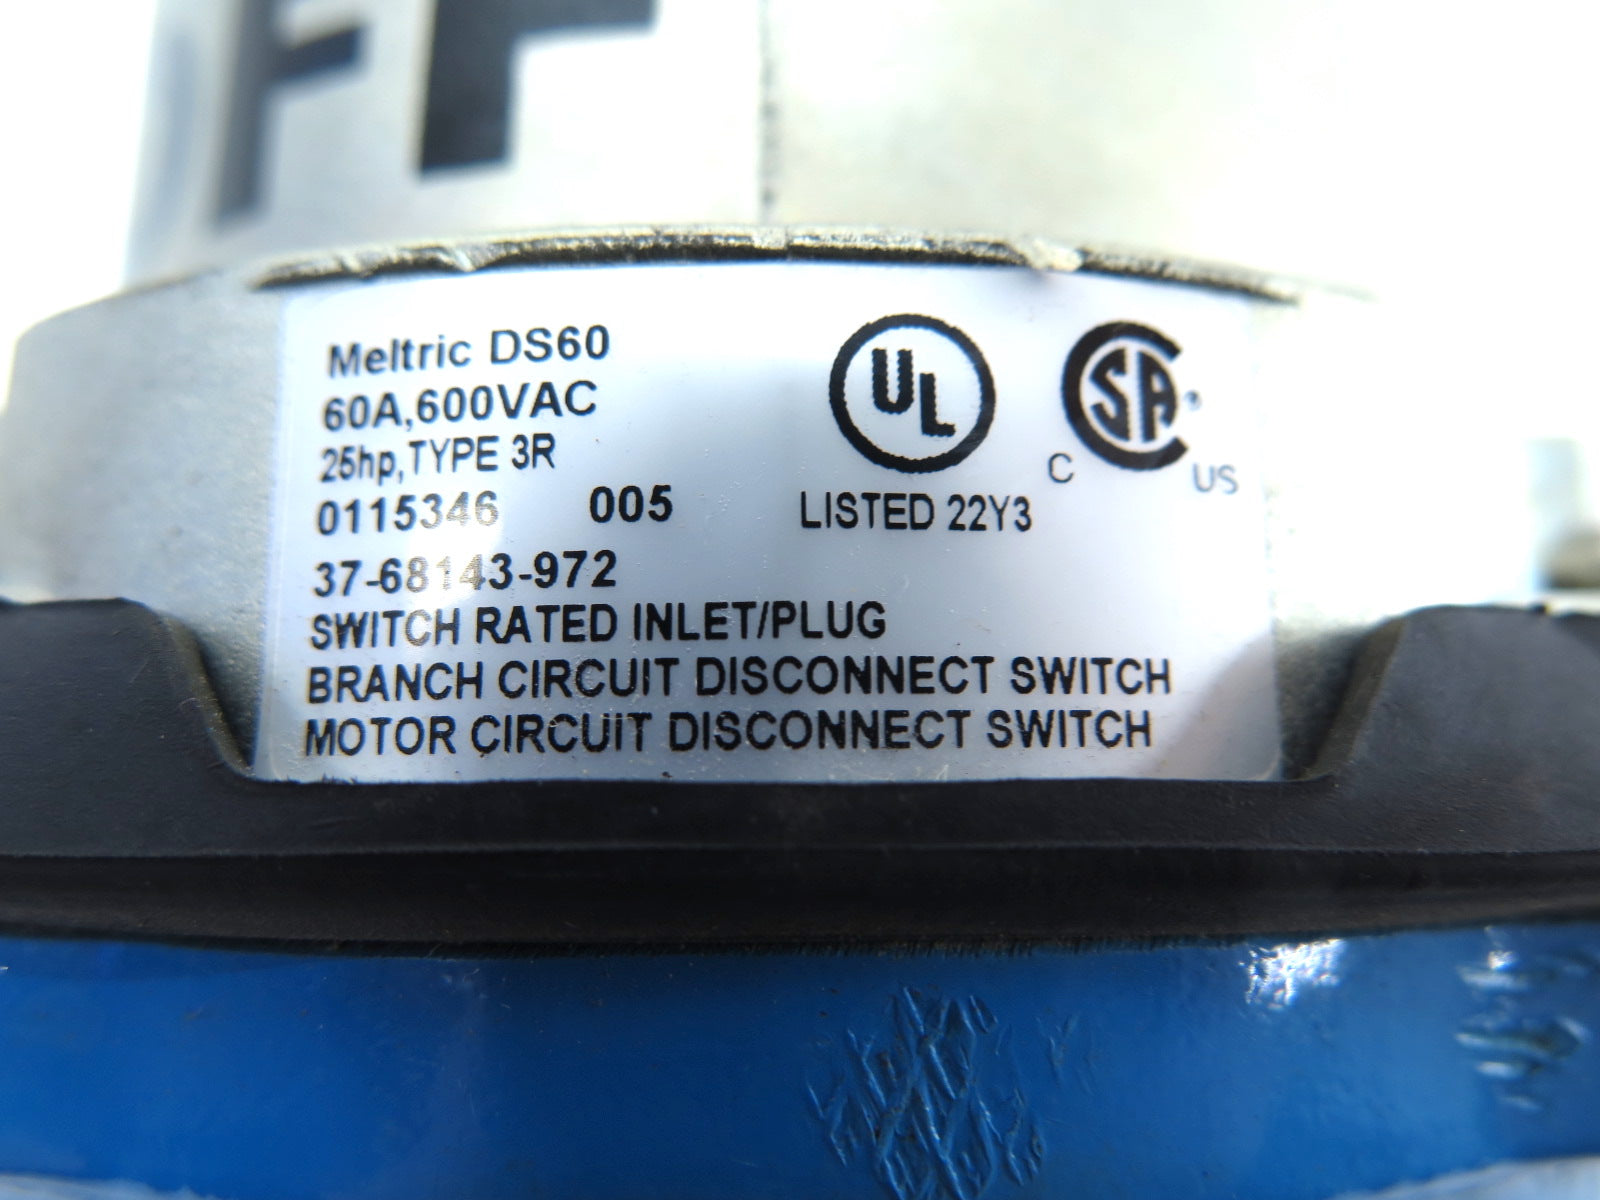 FF
Meltric DS60
60A,600VAC
25hp,TYPE 3R
0115346 005
37-68143-972
SWITCH RATED INLET/PLUG
BRANCH CIRCUIT DISCONNECT SWITCH
MOTOR CIRCUIT DISCONNECT SWITCH
UL
LISTED 22Y3
C SA US